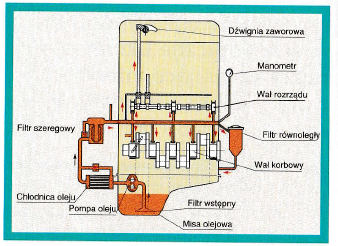 Dźwignia zaworowa
Manometr
Wał rozrządu
Filtr szeregowy
Filtr równoległy
Wał korbowy
Chłodnica oleju
Pompa oleju
Filtr wstępny
Misa olejowa